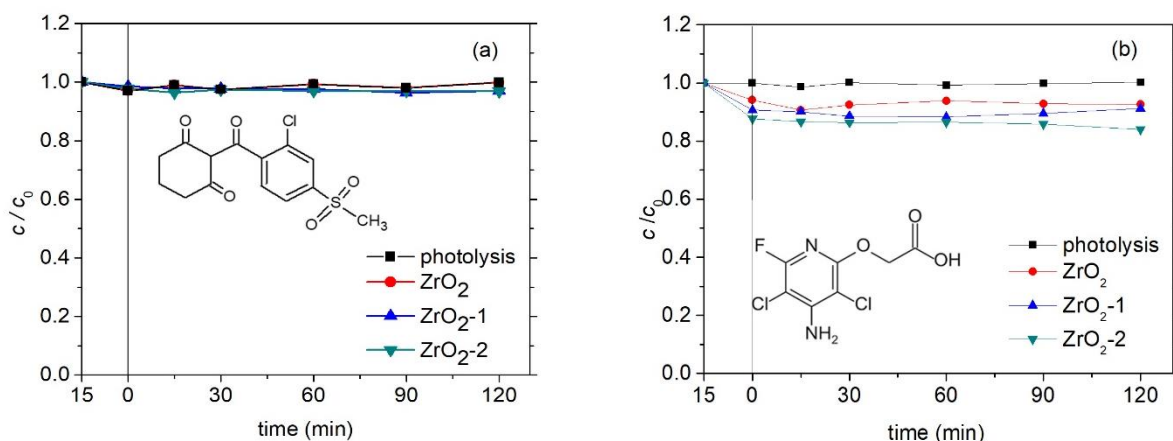 1.2
1.0
0.8
0.6
0.4
0.2
0.0
c / c₀
(a)
O
O
Cl
O
S
O
O
CH₃
photolysis
ZrO₂
ZrO₂-1
ZrO₂-2
15 0 30 60 90 120
time (min)
1.2
1.0
0.8
0.6
0.4
0.2
0.0
c/c₀
(b)
F
N
O
O
OH
Cl
Cl
NH₂
photolysis
ZrO₂
ZrO₂-1
ZrO₂-2
15 0 30 60 90 120
time (min)